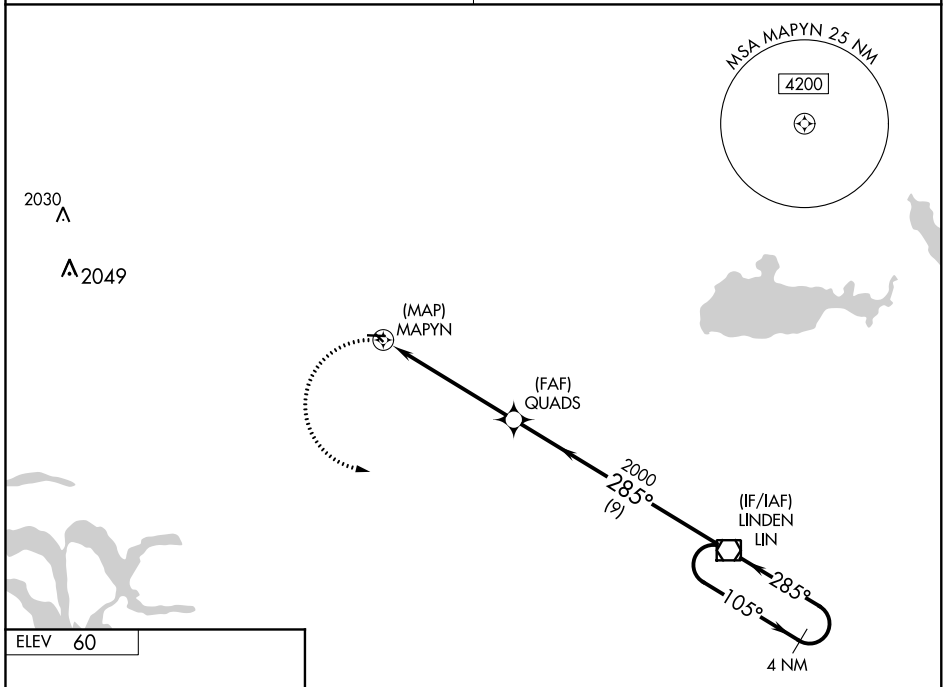 MSA MAPYN 25 NM
4200
2030
2049
(MAP)
MAPYN
(FAF)
QUADS
2000
285°
(9)
(IF/IAF)
LINDEN
LIN
285°
105°
4 NM
ELEV 60